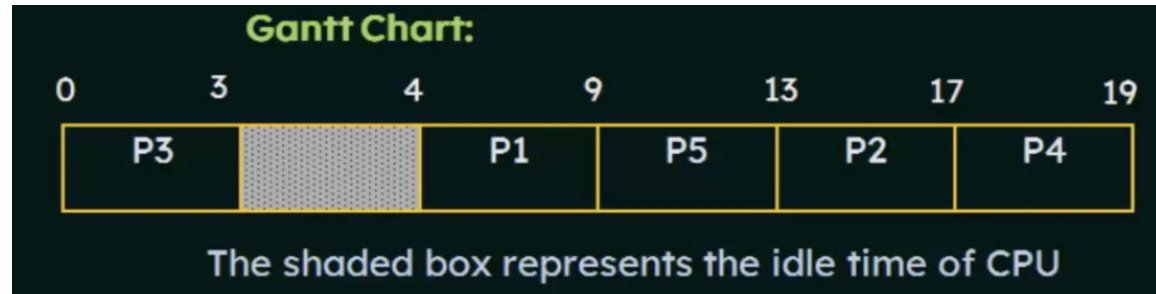 Gantt Chart:
0 3 4 9 13 17 19
P3 P1 P5 P2 P4
The shaded box represents the idle time of CPU